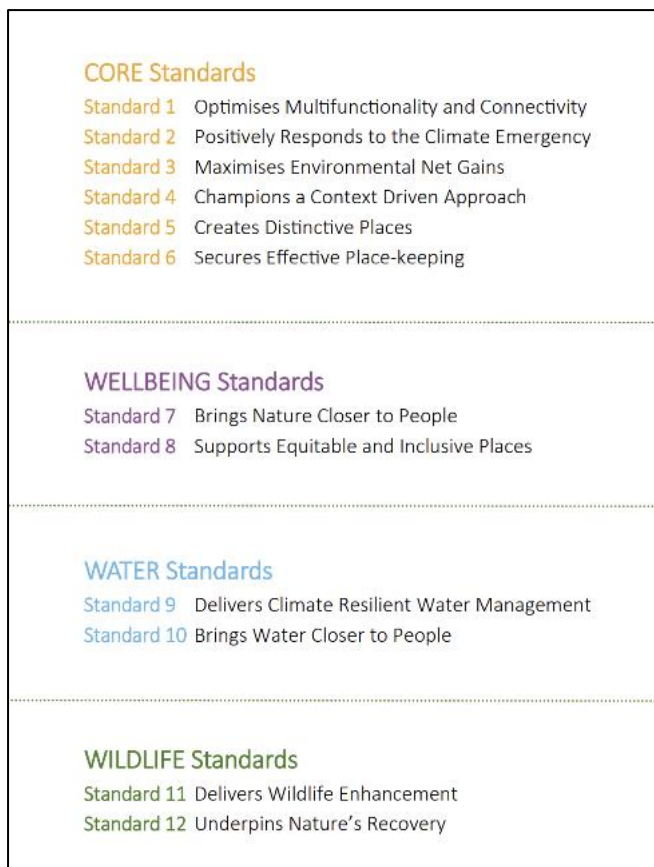 CORE Standards
Standard 1 Optimises Multifunctionality and Connectivity
Standard 2 Positively Responds to the Climate Emergency
Standard 3 Maximises Environmental Net Gains
Standard 4 Champions a Context Driven Approach
Standard 5 Creates Distinctive Places
Standard 6 Secures Effective Place-keeping
WELLBEING Standards
Standard 7 Brings Nature Closer to People
Standard 8 Supports Equitable and Inclusive Places
WATER Standards
Standard 9 Delivers Climate Resilient Water Management
Standard 10 Brings Water Closer to People
WILDLIFE Standards
Standard 11 Delivers Wildlife Enhancement
Standard 12 Underpins Nature's Recovery